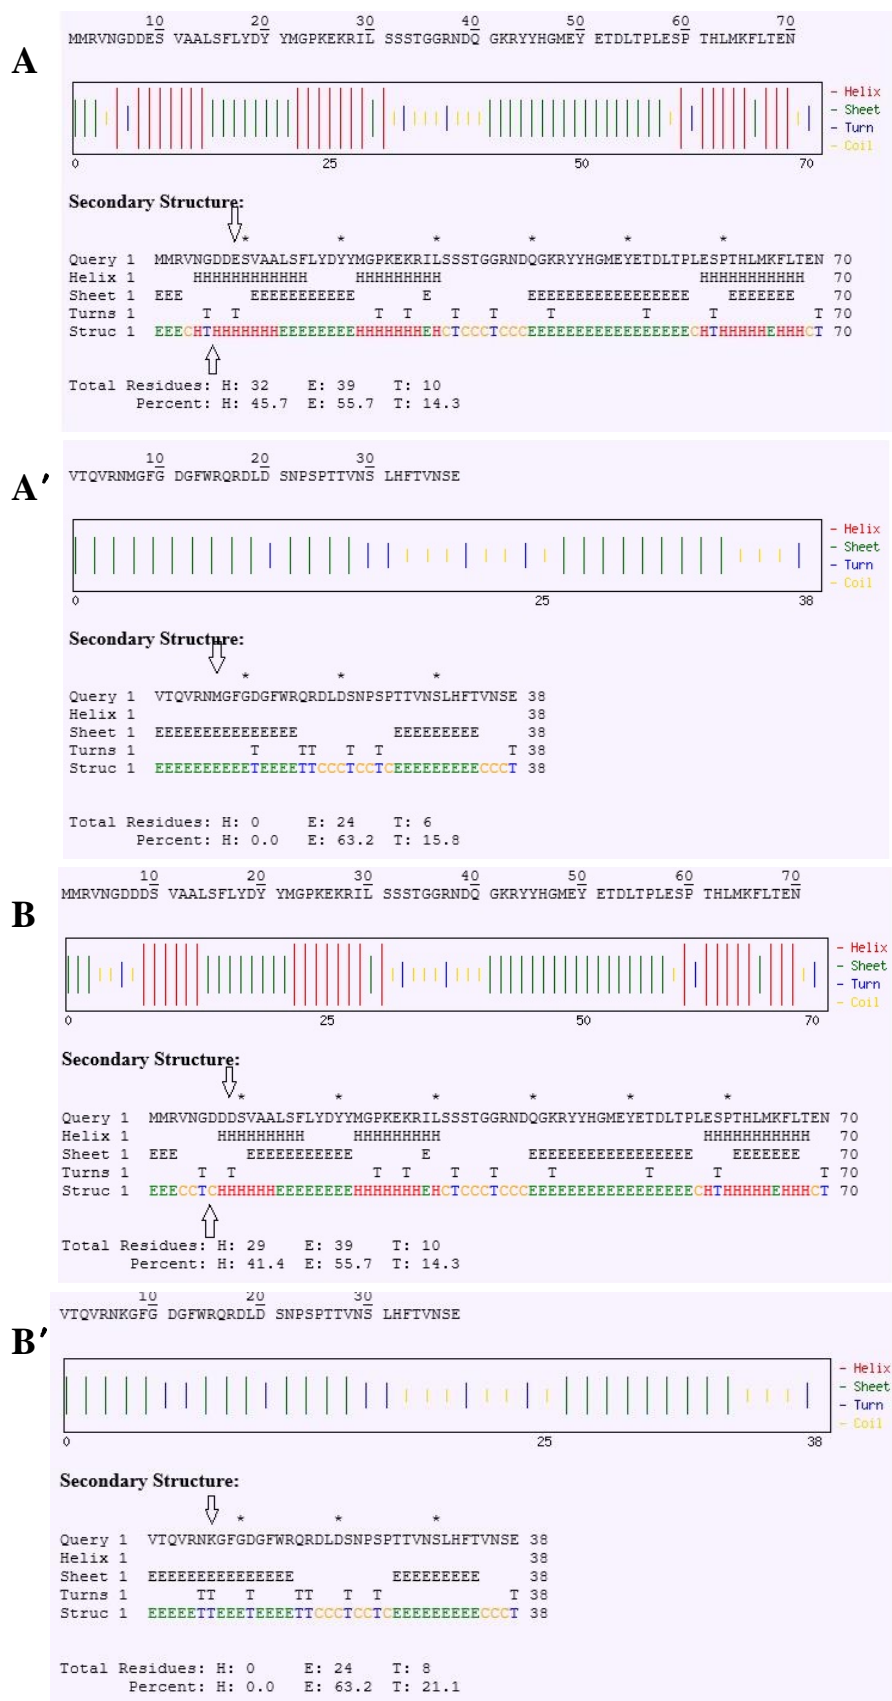 A
10 20 30 40 50 60 70
MMRVNGDDES VAALSFLYDY YMGPKEKRIL SSSTGGRNDQ GKRYYHGMEY ETDLTPLESP THLMKFLTEN
- Helix
- Sheet
- Turn
- Coil
0 25 50 70
Secondary Structure:
* * * * * *
Query 1 MMRVNGDDESVAALSFLYDYYMGPKEKRILSSSTGGRNDQGKRYYHGMEYETDLTPLESPTHLMKFLTEN 70
Helix 1 HHHHHHHHHHHH HHHHHHHHH HHHHHHHHHHH 70
Sheet 1 EEE EEEEEEEEEEE E EEEEEEEEEEEEEEEEE EEEEEEE 70
Turns 1 T T T T T T T T T T 70
Struc 1 EEECHTHHHHHHHEEEEEEEEHHHHHHHEHCTCCCTCCCEEEEEEEEEEEEEEEEECHTHHHHHEHHHCT 70
Total Residues: H: 32 E: 39 T: 10
Percent: H: 45.7 E: 55.7 T: 14.3
A′
10 20 30
VTQVRNMGFG DGFWRQRDLD SNPSPTTVNS LHFTVNSE
- Helix
- Sheet
- Turn
- Coil
0 25 38
Secondary Structure:
* * *
Query 1 VTQVRNMGFGDGFWRQRDLDSNPSPTTVNSLHFTVNSE 38
Helix 1 38
Sheet 1 EEEEEEEEEEEEEEE EEEEEEEEE 38
Turns 1 T TT T T T 38
Struc 1 EEEEEEEEEETEEEETTCCCTCCTCEEEEEEEEECCCT 38
Total Residues: H: 0 E: 24 T: 6
Percent: H: 0.0 E: 63.2 T: 15.8
B
10 20 30 40 50 60 70
MMRVNGDDDS VAALSFLYDY YMGPKEKRIL SSSTGGRNDQ GKRYYHGMEY ETDLTPLESP THLMKFLTEN
- Helix
- Sheet
- Turn
- Coil
0 25 50 70
Secondary Structure:
* * * * * *
Query 1 MMRVNGDDDSVAALSFLYDYYMGPKEKRILSSSTGGRNDQGKRYYHGMEYETDLTPLESPTHLMKFLTEN 70
Helix 1 HHHHHHHHH HHHHHHHHH HHHHHHHHHHH 70
Sheet 1 EEE EEEEEEEEEEE E EEEEEEEEEEEEEEEEE EEEEEEE 70
Turns 1 T T T T T T T T T T 70
Struc 1 EEECCTCHHHHHHEEEEEEEEHHHHHHHEHCTCCCTCCCEEEEEEEEEEEEEEEEECHTHHHHHEHHHCT 70
Total Residues: H: 29 E: 39 T: 10
Percent: H: 41.4 E: 55.7 T: 14.3
B′
10 20 30
VTQVRNKGFG DGFWRQRDLD SNPSPTTVNS LHFTVNSE
- Helix
- Sheet
- Turn
- Coil
0 25 38
Secondary Structure:
* * *
Query 1 VTQVRNKGFGDGFWRQRDLDSNPSPTTVNSLHFTVNSE 38
Helix 1 38
Sheet 1 EEEEEEEEEEEEEEE EEEEEEEEE 38
Turns 1 TT T TT T T T 38
Struc 1 EEEEETTEEETEEEETTCCCTCCTCEEEEEEEEECCCT 38
Total Residues: H: 0 E: 24 T: 8
Percent: H: 0.0 E: 63.2 T: 21.1